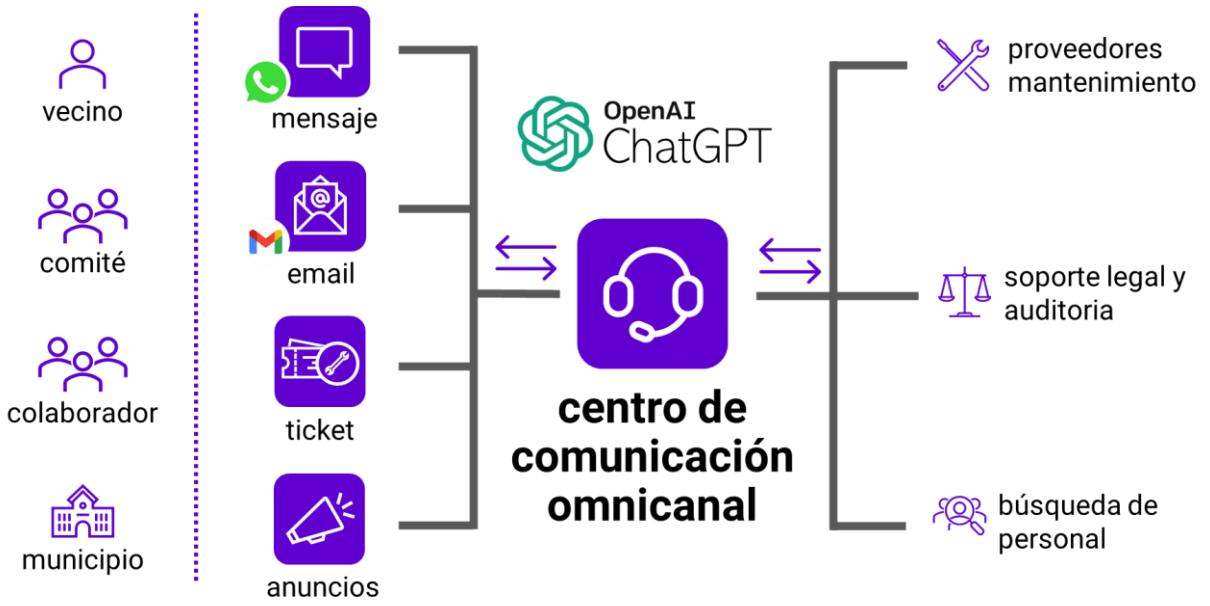 vecino
comité
colaborador
municipio
mensaje
@
email
ticket
anuncios
OpenAI
ChatGPT
centro de
comunicación
omnicanal
proveedores
mantenimiento
soporte legal y
auditoria
búsqueda de
personal